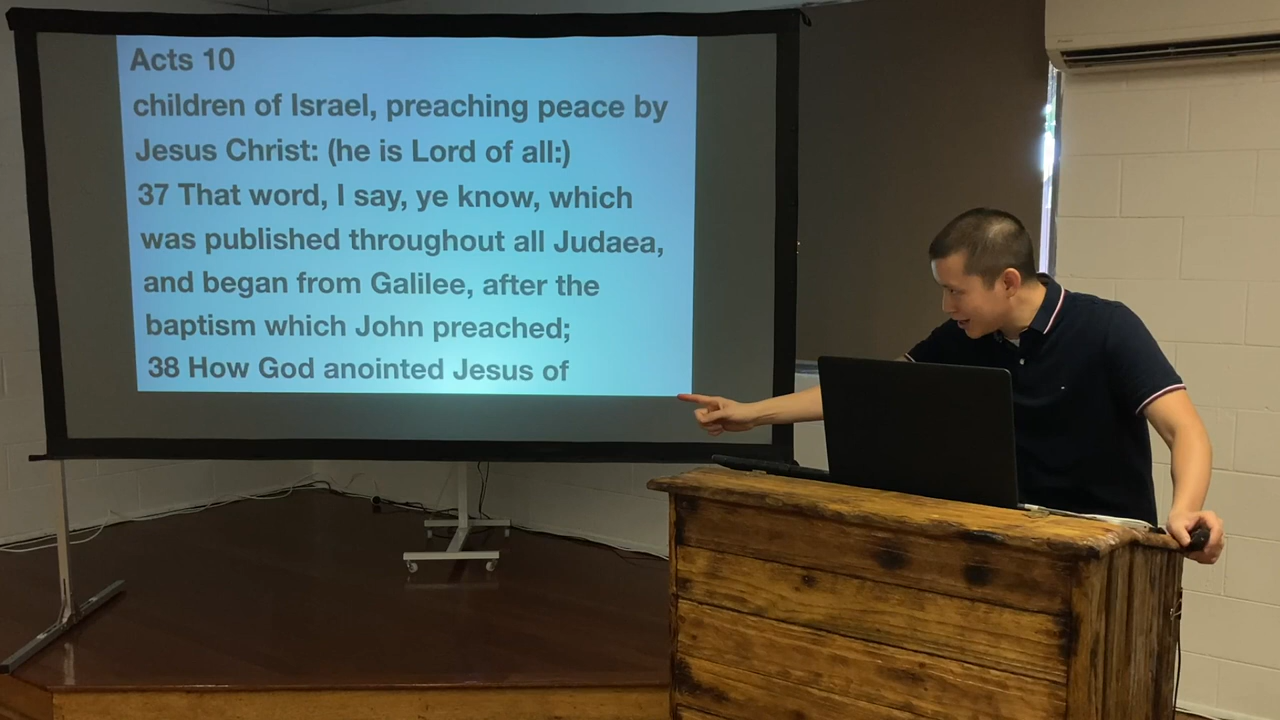 Acts 10
children of Israel, preaching peace by
Jesus Christ: (he is Lord of all:)
37 That word, I say, ye know, which
was published throughout all Judaea,
and began from Galilee, after the
baptism which John preached;
38 How God anointed Jesus of